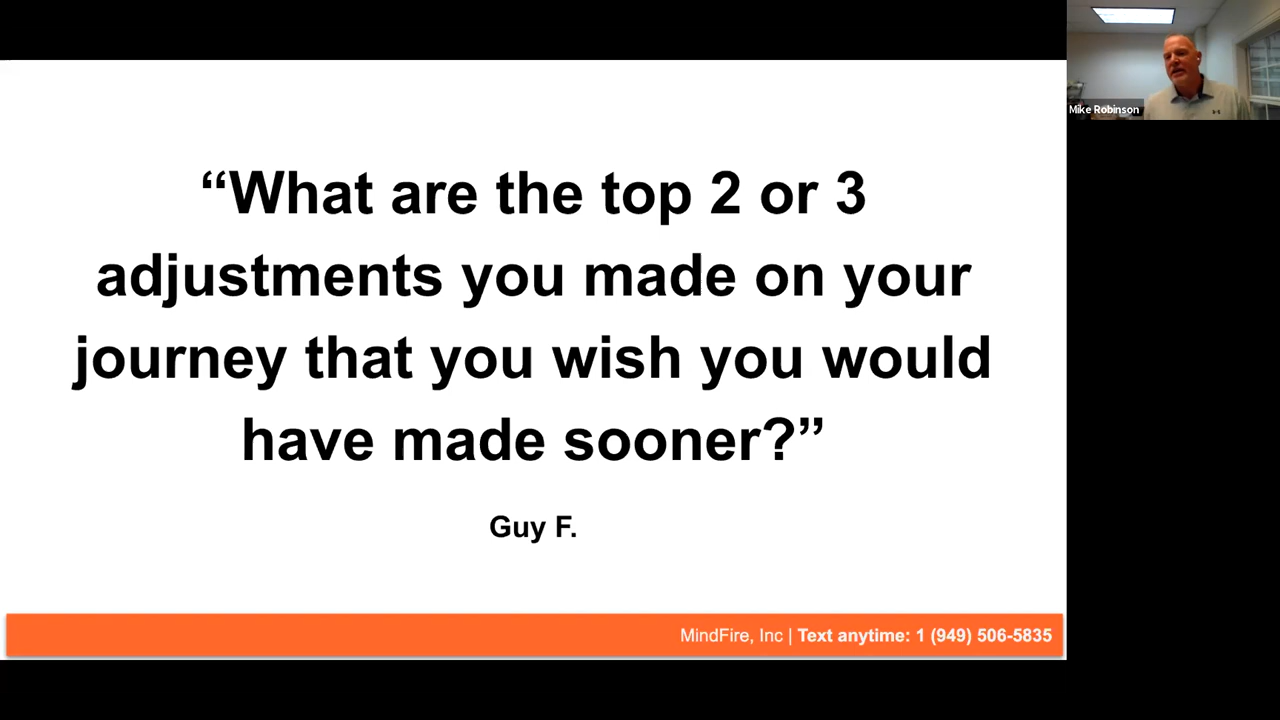 “What are the top 2 or 3
adjustments you made on your
journey that you wish you would
have made sooner?”
Guy F.
MindFire, Inc | Text anytime: 1 (949) 506-5835
Mike Robinson